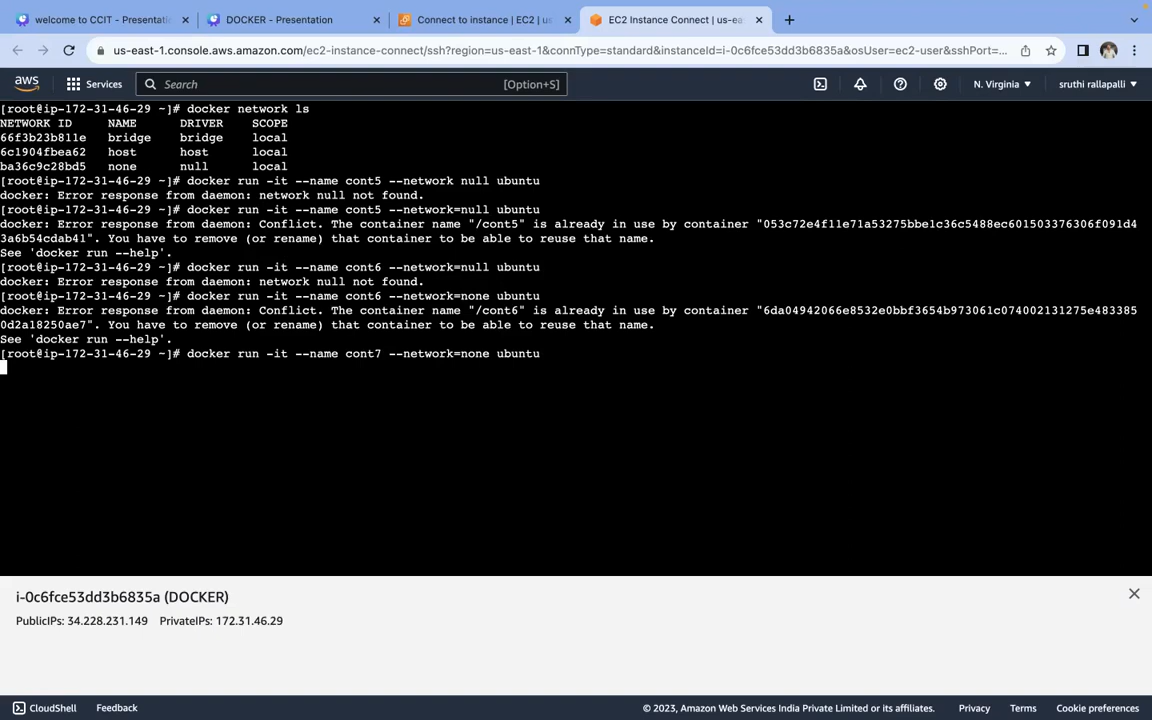 welcome to CCIT - Presentatio
DOCKER - Presentation
Connect to instance | EC2 | us
EC2 Instance Connect | us-eas
us-east-1.console.aws.amazon.com/ec2-instance-connect/ssh?region=us-east-1&connType=standard&instanceId=i-0c6fce53dd3b6835a&osUser=ec2-user&sshPort=...
aws Services Search [Option+S] N. Virginia sruthi rallapalli
[root@ip-172-31-46-29 ~]# docker network ls
NETWORK ID NAME DRIVER SCOPE
66f3b23b811e bridge bridge local
6c1904fbea62 host host local
ba36c9c28bd5 none null local
[root@ip-172-31-46-29 ~]# docker run -it --name cont5 --network null ubuntu
docker: Error response from daemon: network null not found.
[root@ip-172-31-46-29 ~]# docker run -it --name cont5 --network=null ubuntu
docker: Error response from daemon: Conflict. The container name "/cont5" is already in use by container "053c72e4f11e71a53275bbe1c36c5488ec601503376306f091d4
3a6b54cdab41". You have to remove (or rename) that container to be able to reuse that name.
See 'docker run --help'.
[root@ip-172-31-46-29 ~]# docker run -it --name cont6 --network=null ubuntu
docker: Error response from daemon: network null not found.
[root@ip-172-31-46-29 ~]# docker run -it --name cont6 --network=none ubuntu
docker: Error response from daemon: Conflict. The container name "/cont6" is already in use by container "6da04942066e8532e0bbf3654b973061c074002131275e483385
0d2a18250ae7". You have to remove (or rename) that container to be able to reuse that name.
See 'docker run --help'.
[root@ip-172-31-46-29 ~]# docker run -it --name cont7 --network=none ubuntu
i-0c6fce53dd3b6835a (DOCKER)
PublicIPs: 34.228.231.149 PrivateIPs: 172.31.46.29
CloudShell Feedback © 2023, Amazon Web Services India Private Limited or its affiliates. Privacy Terms Cookie preferences